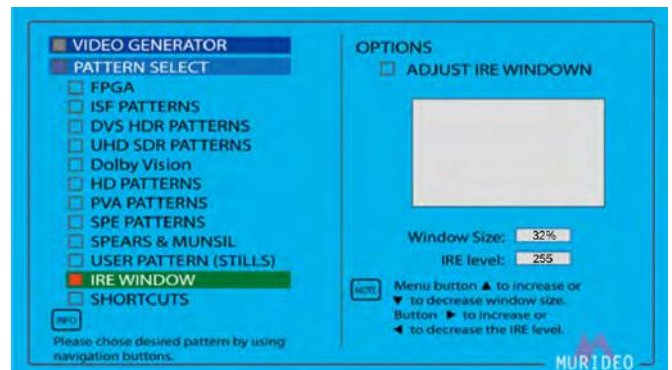 VIDEO GENERATOR
PATTERN SELECT
FPGA
ISF PATTERNS
DVS HDR PATTERNS
UHD SDR PATTERNS
Dolby Vision
HD PATTERNS
PVA PATTERNS
SPE PATTERNS
SPEARS & MUNSIL
USER PATTERN (STILLS)
IRE WINDOW
SHORTCUTS
INFO
Please chose desired pattern by using
navigation buttons.
OPTIONS
ADJUST IRE WINDOWN
Window Size: 32%
IRE level: 255
NOTE
Menu button ▲ to increase or
▼ to decrease window size.
Button ► to increase or
◄ to decrease the IRE level.
MURIDEO